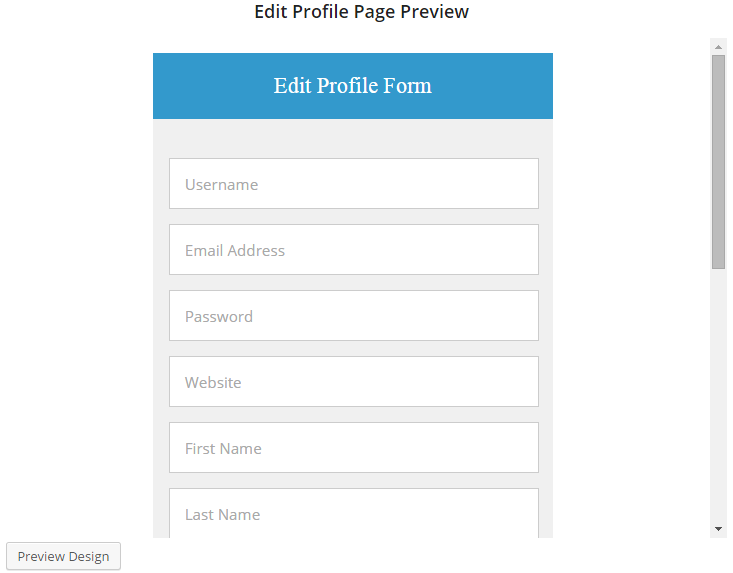 Edit Profile Page Preview
Edit Profile Form
Username
Email Address
Password
Website
First Name
Last Name
Preview Design